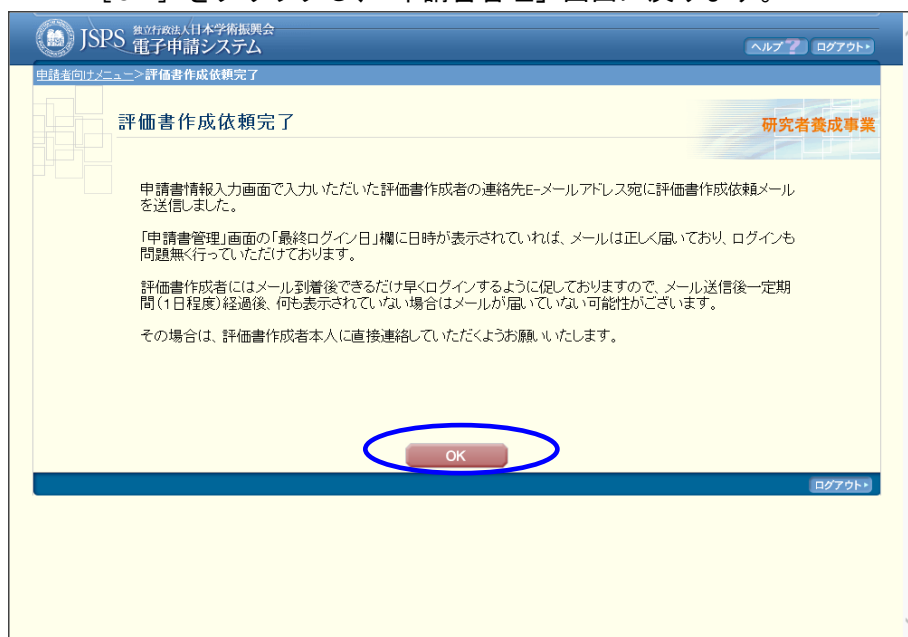 JSPS 独立行政法人日本学術振興会
電子申請システム
ヘルプ? ログアウト
申請者向けメニュー>評価書作成依頼完了
評価書作成依頼完了
研究者養成事業
申請書情報入力画面で入力いただいた評価書作成者の連絡先E-メールアドレス宛に評価書作成依頼メール
を送信しました。
「申請書管理」画面の「最終ログイン日」欄に日時が表示されていれば、メールは正しく届いており、ログインも
問題無く行っていただけております。
評価書作成者にはメール到着後できるだけ早くログインするように促しておりますので、メール送信後一定期
間(1日程度)経過後、何も表示されていない場合はメールが届いていない可能性がございます。
その場合は、評価書作成者本人に直接連絡していただくようお願いいたします。
OK
ログアウト